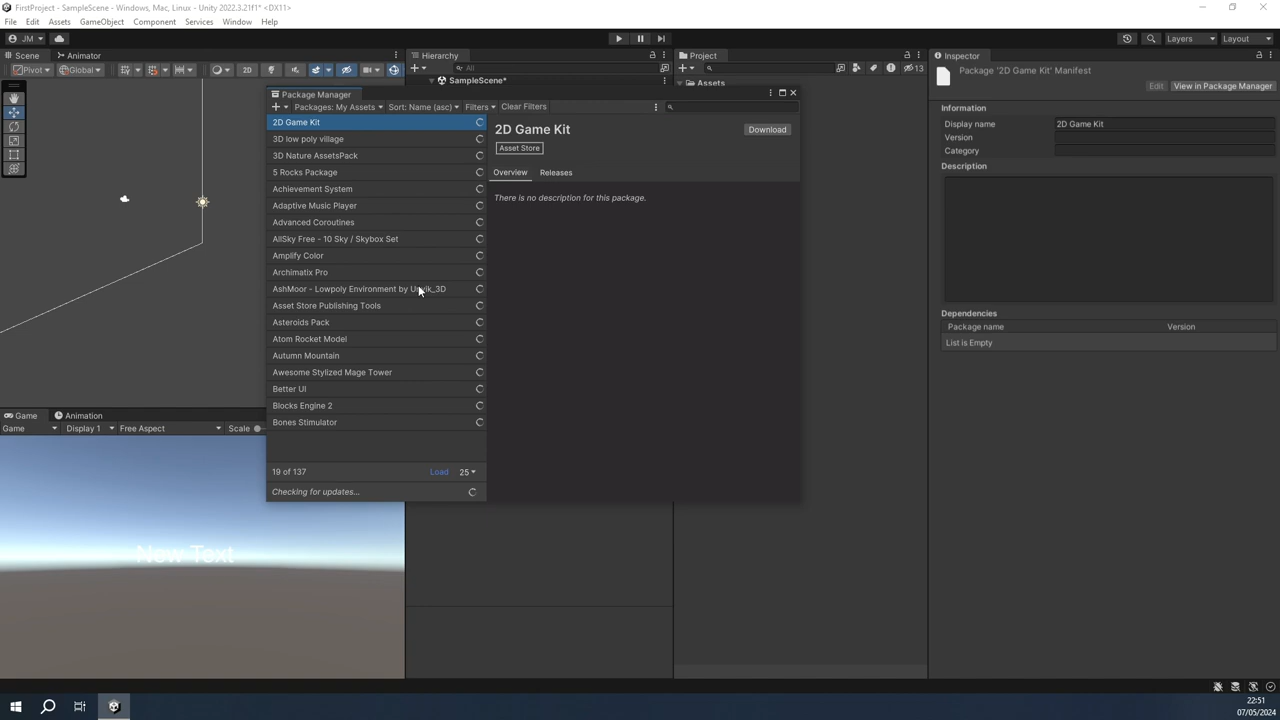 FirstProject - SampleScene - Windows, Mac, Linux - Unity 2022.3.21f1* <DX11>
File Edit Assets GameObject Component Services Window Help
JM Layers Layout
Scene Animator Hierarchy Project Inspector
Pivot Global 2D All 13
SampleScene* Assets
Package '2D Game Kit' Manifest
Edit View in Package Manager
Package Manager
Packages: My Assets Sort: Name (asc) Filters Clear Filters
2D Game Kit
3D low poly village
3D Nature AssetsPack
5 Rocks Package
Achievement System
Adaptive Music Player
Advanced Coroutines
AllSky Free - 10 Sky / Skybox Set
Amplify Color
Archimatix Pro
AshMoor - Lowpoly Environment by
Asset Store Publishing Tools
Asteroids Pack
Atom Rocket Model
Autumn Mountain
Awesome Stylized Mage Tower
Better UI
Blocks Engine 2
Bones Stimulator
19 of 137 Load 25
Checking for updates...
2D Game Kit Download
Asset Store
Overview Releases
There is no description for this package.
Information
Display name 2D Game Kit
Version
Category
Description
Dependencies
Package name Version
List is Empty
Game Animation
Game Display 1 Free Aspect Scale
New Text
22:51
07/05/2024